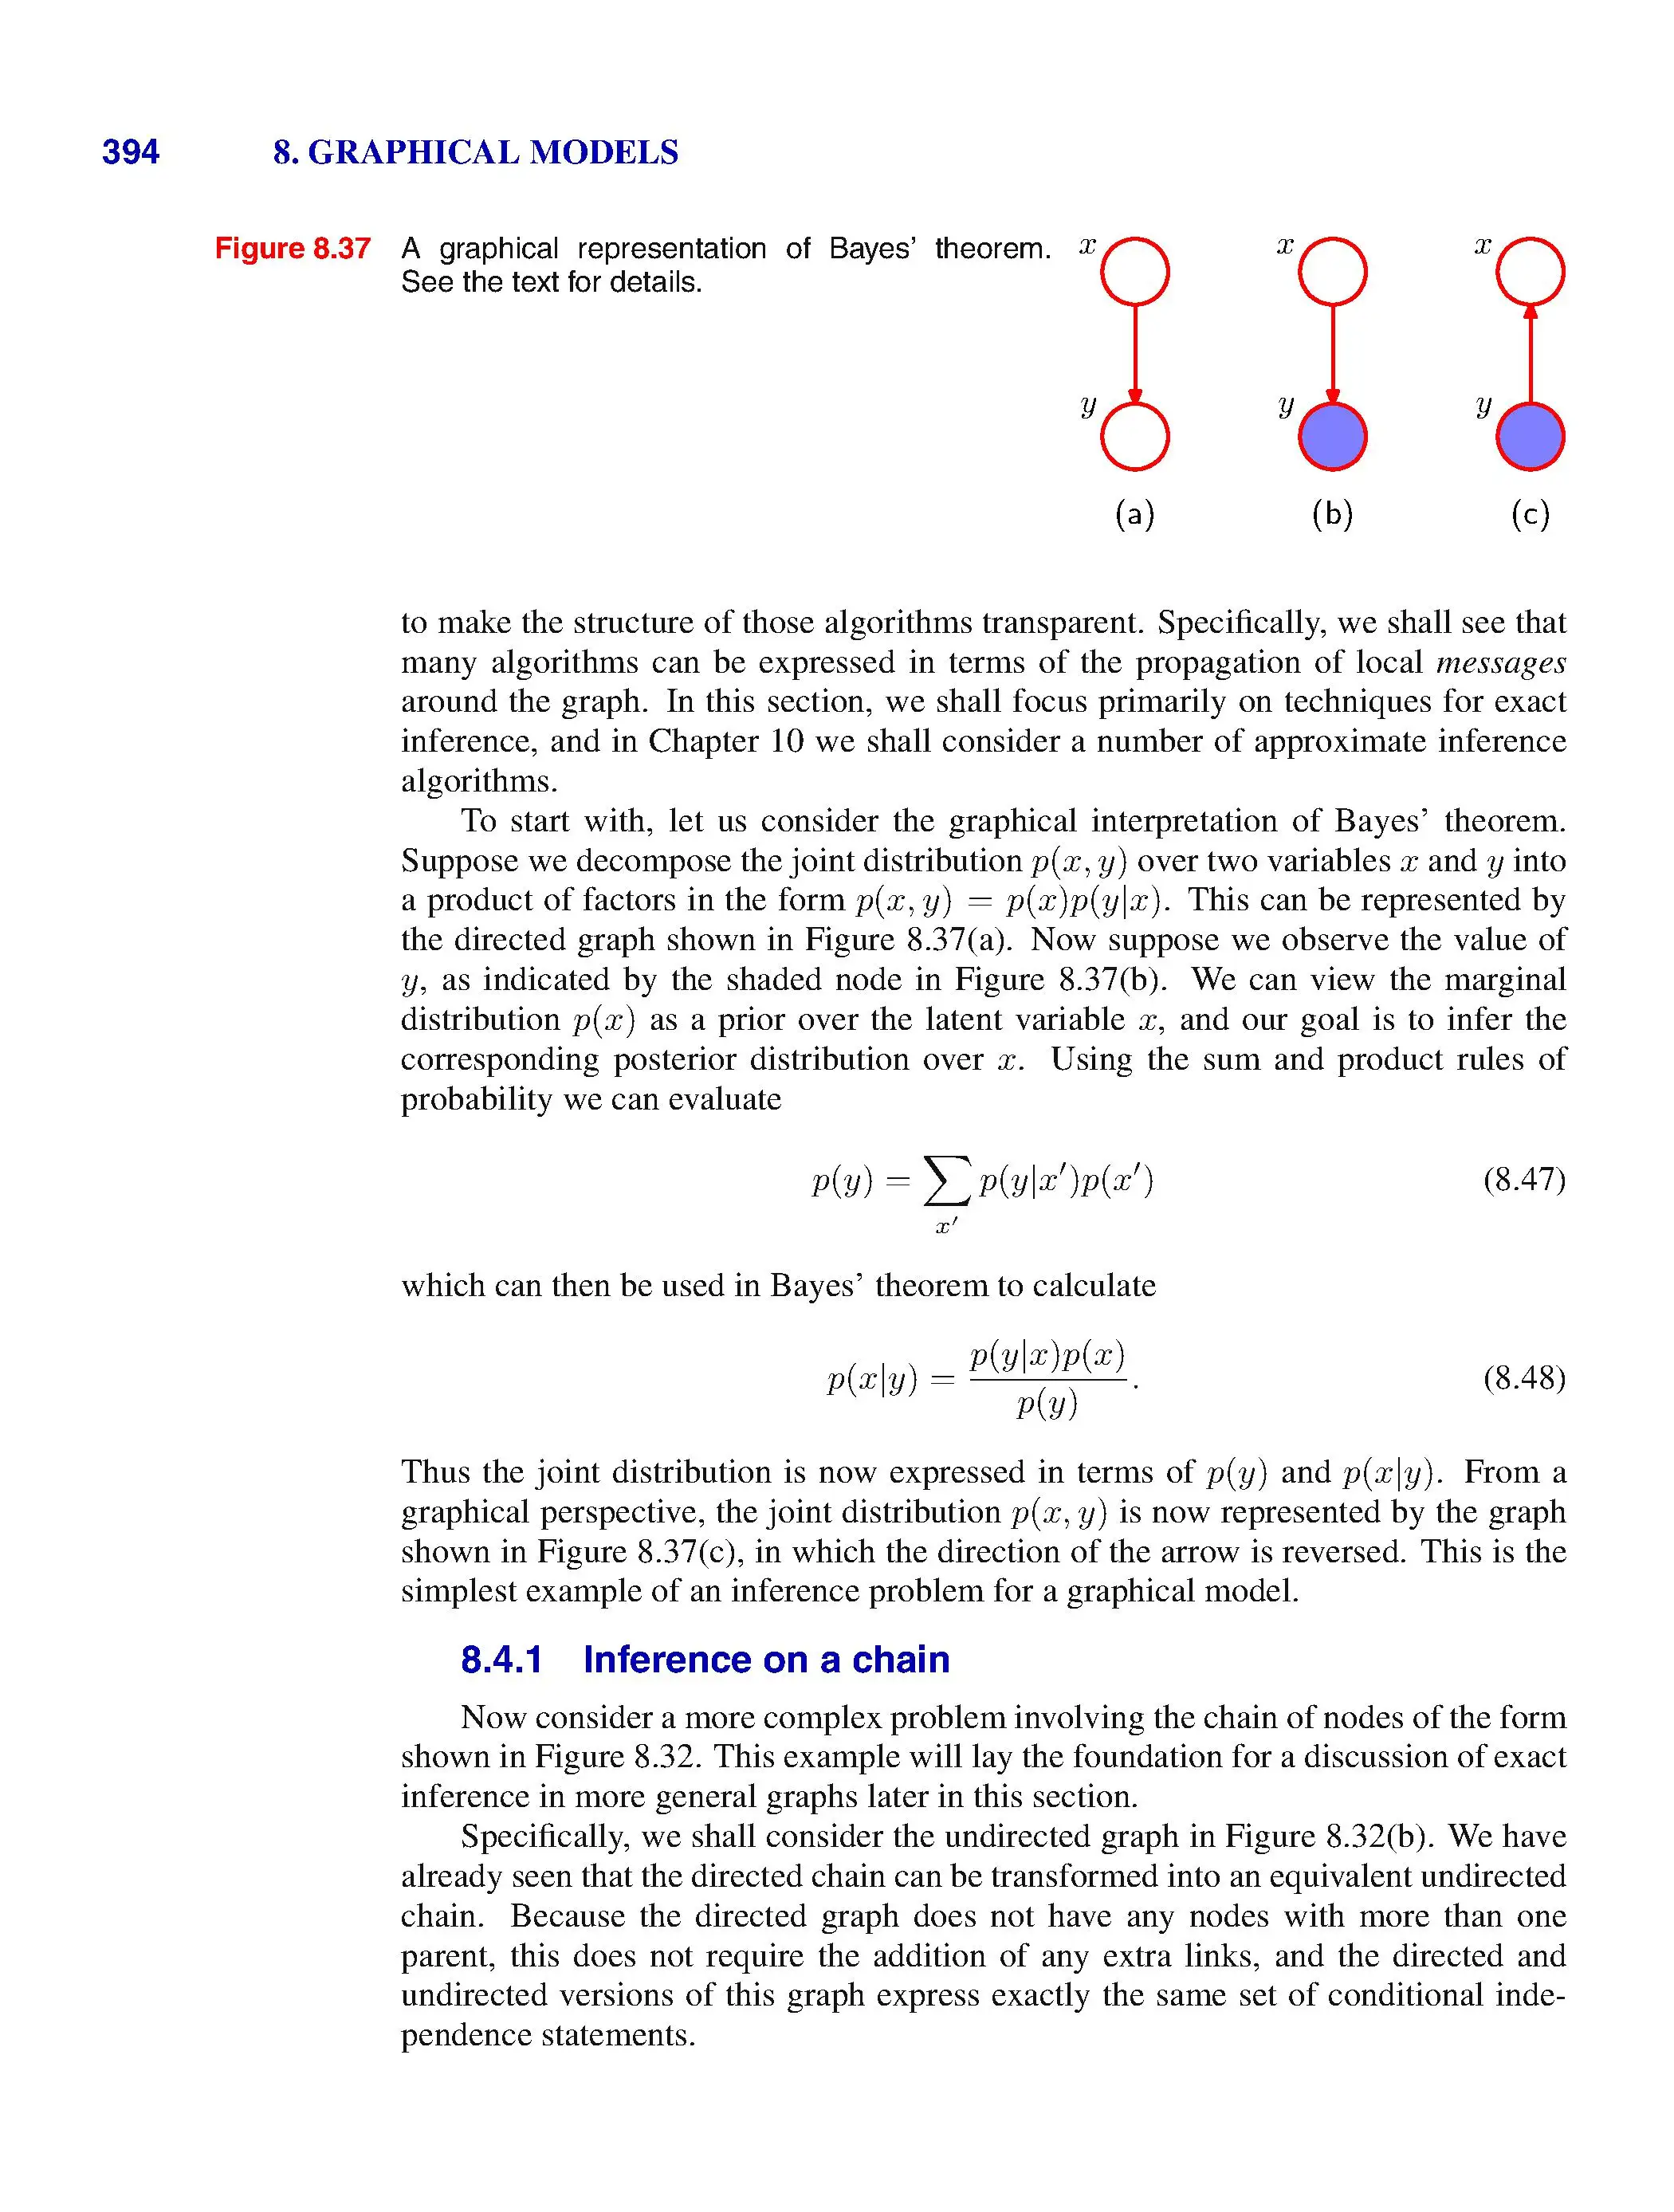 394 8. GRAPHICAL MODELS
Figure 8.37 A graphical representation of Bayes’ theorem.
See the text for details.
x x x
y y y
(a) (b) (c)
to make the structure of those algorithms transparent. Specifically, we shall see that
many algorithms can be expressed in terms of the propagation of local messages
around the graph. In this section, we shall focus primarily on techniques for exact
inference, and in Chapter 10 we shall consider a number of approximate inference
algorithms.
To start with, let us consider the graphical interpretation of Bayes’ theorem.
Suppose we decompose the joint distribution p(x, y) over two variables x and y into
a product of factors in the form p(x, y) = p(x)p(y|x). This can be represented by
the directed graph shown in Figure 8.37(a). Now suppose we observe the value of
y, as indicated by the shaded node in Figure 8.37(b). We can view the marginal
distribution p(x) as a prior over the latent variable x, and our goal is to infer the
corresponding posterior distribution over x. Using the sum and product rules of
probability we can evaluate
p(y) = ∑ p(y|x′)p(x′) (8.47)
x′
which can then be used in Bayes’ theorem to calculate
p(x|y) = p(y|x)p(x) / p(y) . (8.48)
Thus the joint distribution is now expressed in terms of p(y) and p(x|y). From a
graphical perspective, the joint distribution p(x, y) is now represented by the graph
shown in Figure 8.37(c), in which the direction of the arrow is reversed. This is the
simplest example of an inference problem for a graphical model.
8.4.1 Inference on a chain
Now consider a more complex problem involving the chain of nodes of the form
shown in Figure 8.32. This example will lay the foundation for a discussion of exact
inference in more general graphs later in this section.
Specifically, we shall consider the undirected graph in Figure 8.32(b). We have
already seen that the directed chain can be transformed into an equivalent undirected
chain. Because the directed graph does not have any nodes with more than one
parent, this does not require the addition of any extra links, and the directed and
undirected versions of this graph express exactly the same set of conditional inde-
pendence statements.